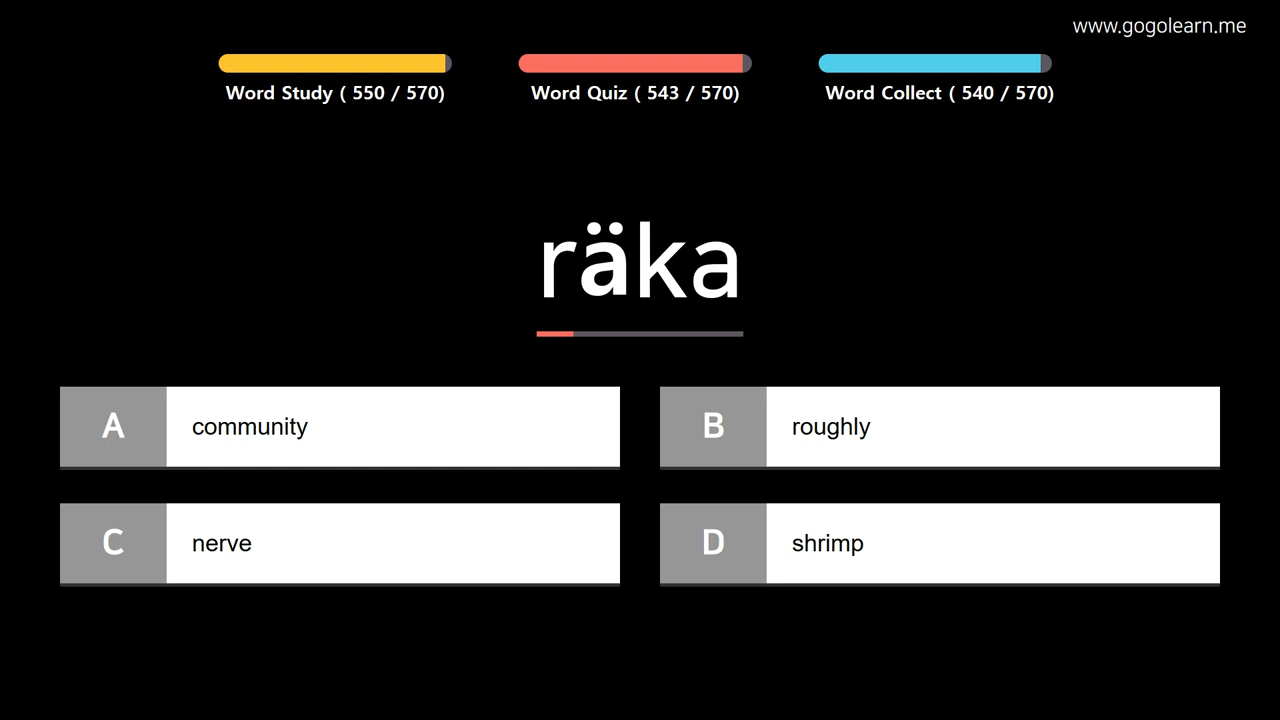 www.gogolearn.me
Word Study ( 550 / 570)
Word Quiz ( 543 / 570)
Word Collect ( 540 / 570)
räka
A community
B roughly
C nerve
D shrimp